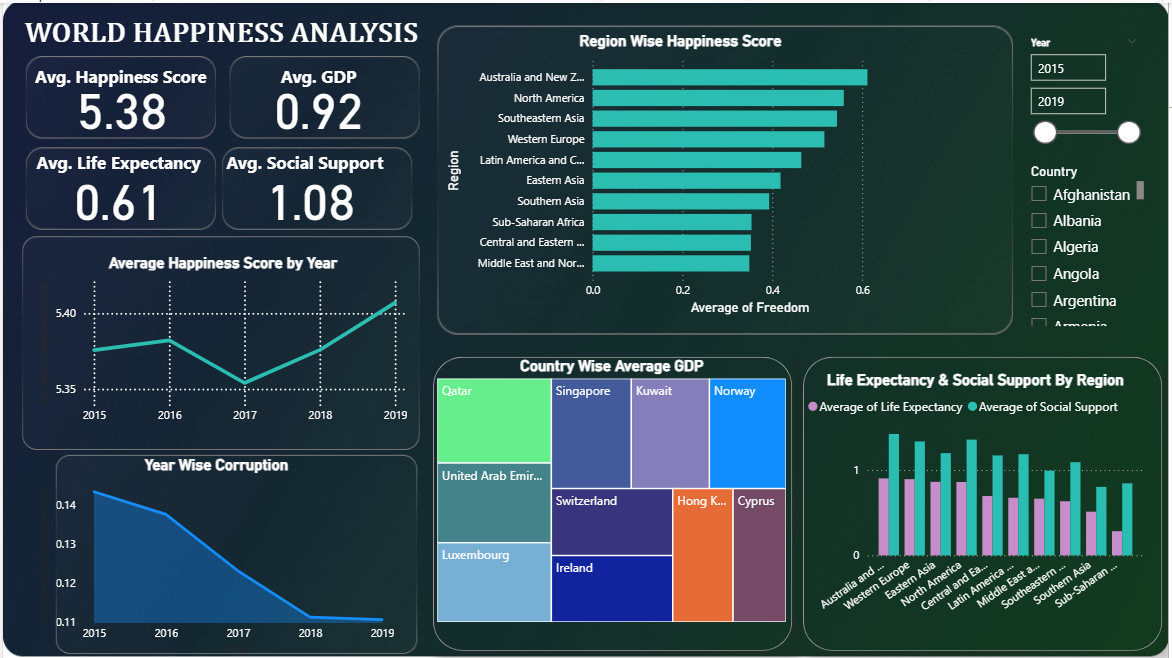 WORLD HAPPINESS ANALYSIS
Avg. Happiness Score
5.38
Avg. GDP
0.92
Avg. Life Expectancy
0.61
Avg. Social Support
1.08
Average Happiness Score by Year
5.40
5.35
2015 2016 2017 2018 2019
Year Wise Corruption
0.14
0.13
0.12
0.11
2015 2016 2017 2018 2019
Region Wise Happiness Score
Region
Australia and New Z...
North America
Southeastern Asia
Western Europe
Latin America and C...
Eastern Asia
Southern Asia
Sub-Saharan Africa
Central and Eastern ...
Middle East and Nor...
0.0 0.2 0.4 0.6
Average of Freedom
Year
2015
2019
Country
Afghanistan
Albania
Algeria
Angola
Argentina
Armenia
Country Wise Average GDP
Qatar
United Arab Emir...
Luxembourg
Singapore
Kuwait
Norway
Switzerland
Ireland
Hong K...
Cyprus
Life Expectancy & Social Support By Region
Average of Life Expectancy Average of Social Support
1
0
Australia and ...
Western Europe
Eastern Asia
North America
Central and Ea...
Latin America ...
Middle East a...
Southeastern ...
Southern Asia
Sub-Saharan ...